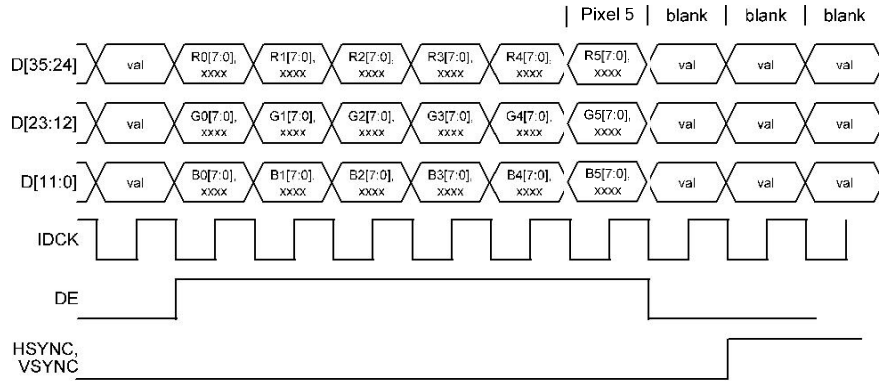 | Pixel 5 | blank | blank | blank
D[35:24] val R0[7:0], xxxx R1[7:0], xxxx R2[7:0], xxxx R3[7:0], xxxx R4[7:0], xxxx R5[7:0], xxxx val val val
D[23:12] val G0[7:0], xxxx G1[7:0], xxxx G2[7:0], xxxx G3[7:0], xxxx G4[7:0], xxxx G5[7:0], xxxx val val val
D[11:0] val B0[7:0], xxxx B1[7:0], xxxx B2[7:0], xxxx B3[7:0], xxxx B4[7:0], xxxx B5[7:0], xxxx val val val
IDCK
DE
HSYNC,
VSYNC